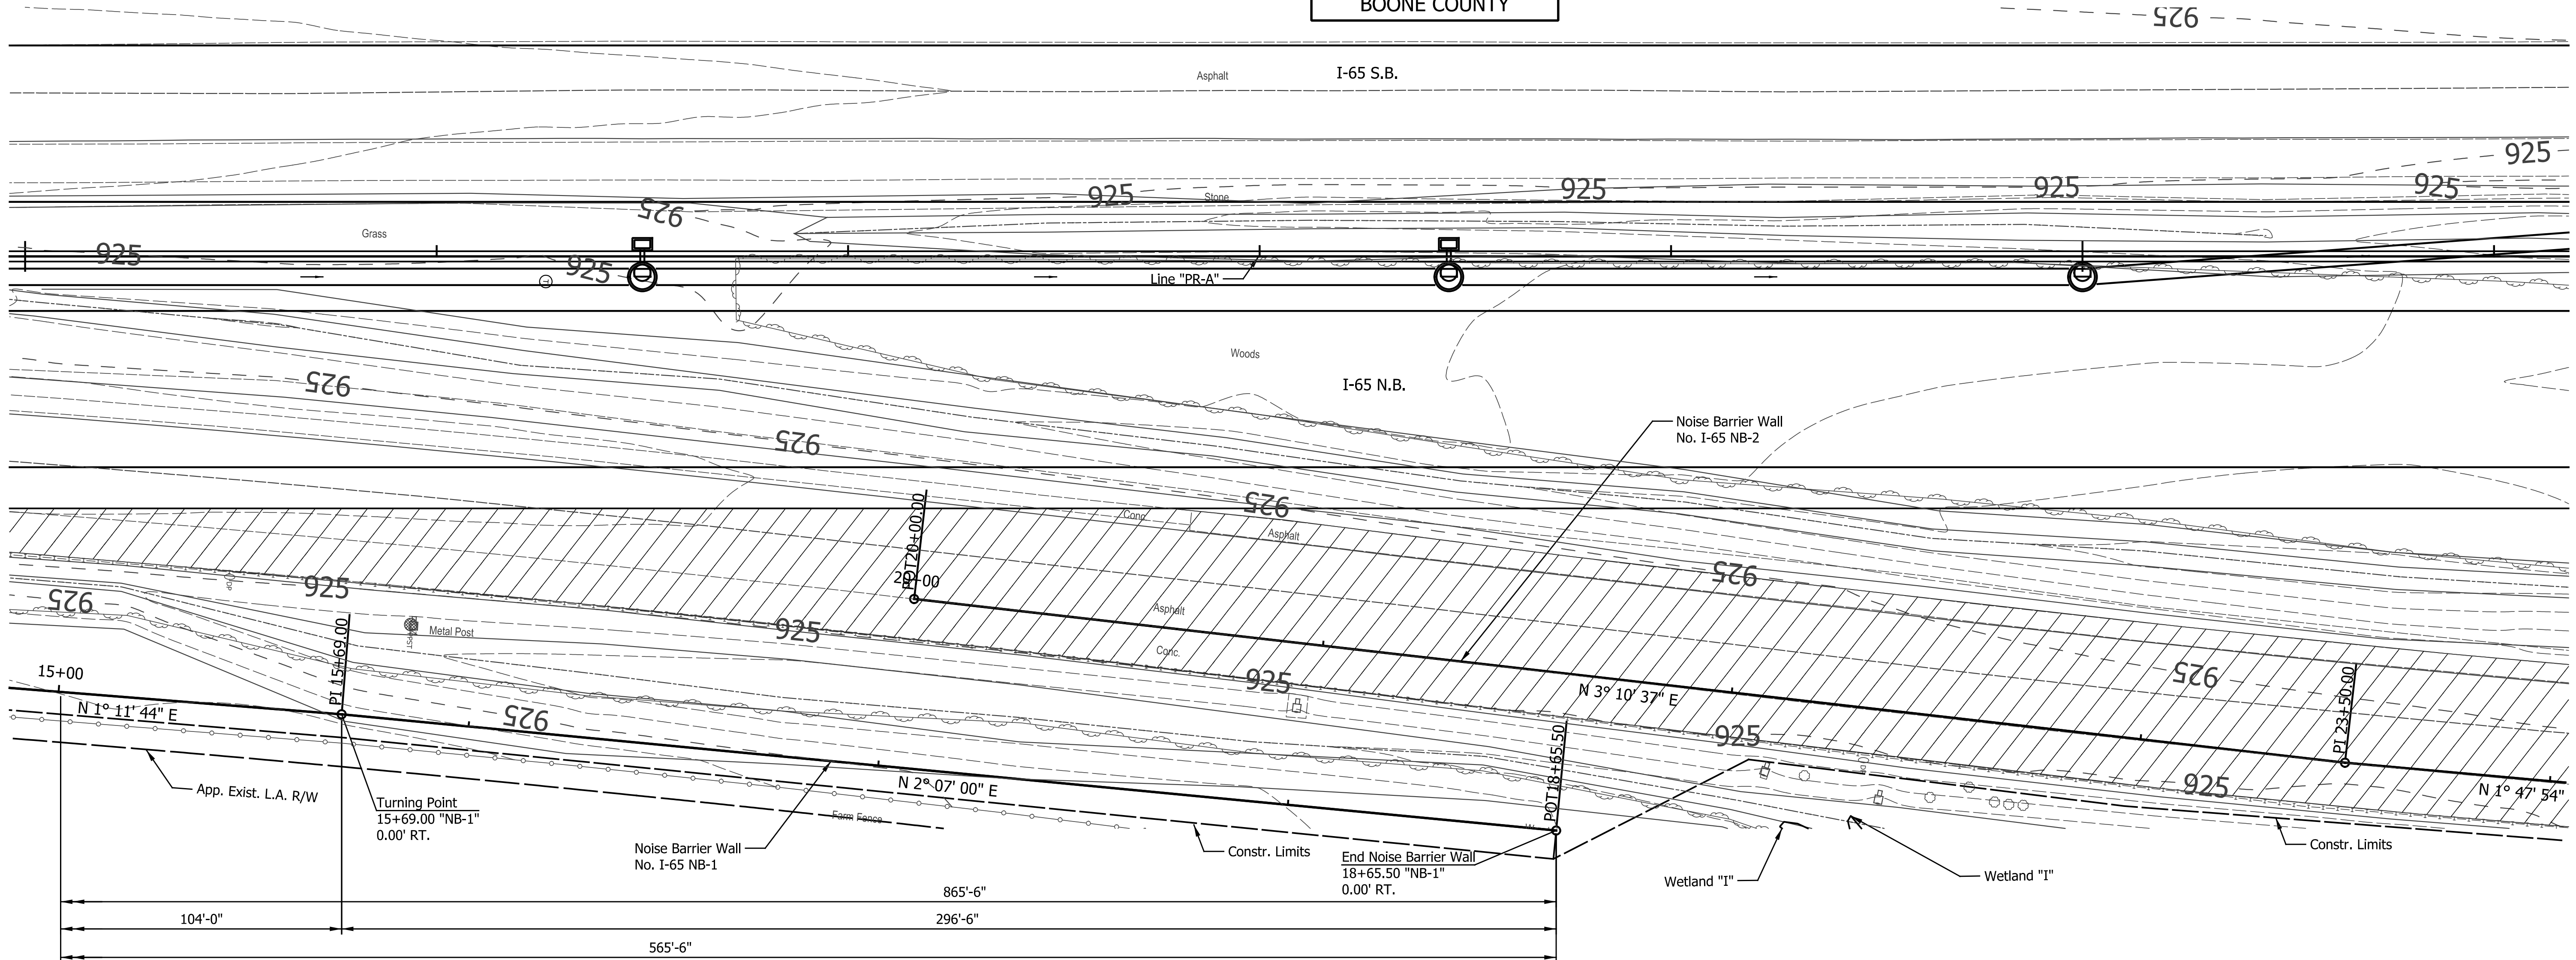 BOONE COUNTY
925
Asphalt
I-65 S.B.
925
925
925
925
925
925
Stone
925
Grass
925
925
Line "PR-A"
Woods
I-65 N.B.
925
Noise Barrier Wall
No. I-65 NB-2
925
925
Conc.
Asphalt
POT20+00.00
20+00
925
925
925
Asphalt
DIP
Metal Post
925
Conc.
925
925
PI 15+69.00
15+00
N 1° 11' 44" E
925
N 3° 10' 37" E
PI 23+50.00
925
925
POT18+65.50
N 2° 07' 00" E
N 1° 47' 54"
App. Exist. L.A. R/W
Turning Point
15+69.00 "NB-1"
0.00' RT.
Farm Fence
Noise Barrier Wall
No. I-65 NB-1
Constr. Limits
End Noise Barrier Wall
18+65.50 "NB-1"
0.00' RT.
Wetland "I"
Wetland "I"
Constr. Limits
865'-6"
104'-0"
296'-6"
565'-6"